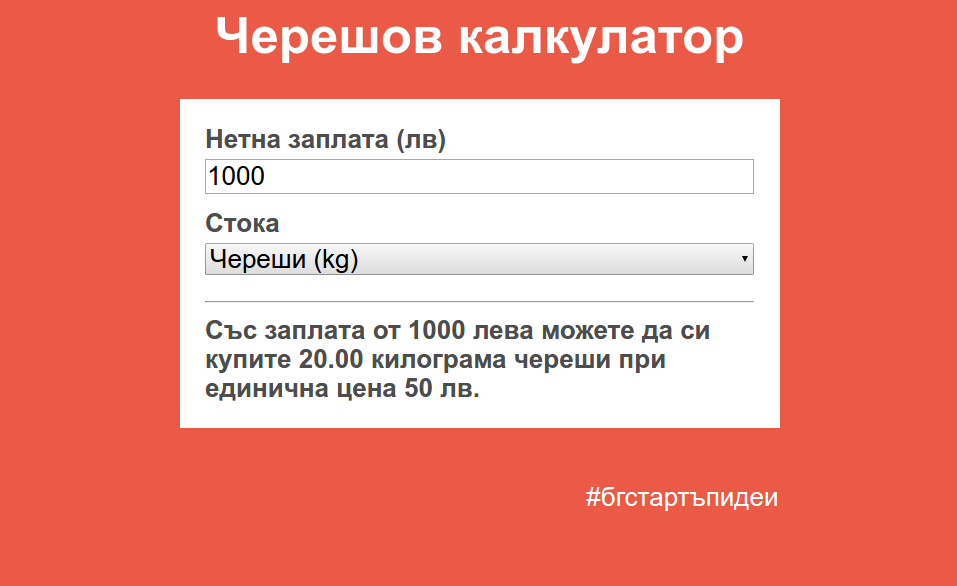 Черешов калкулатор
Нетна заплата (лв)
1000
Стока
Череши (kg)
Със заплата от 1000 лева можете да си
купите 20.00 килограма череши при
единична цена 50 лв.
#бгстартъпидеи